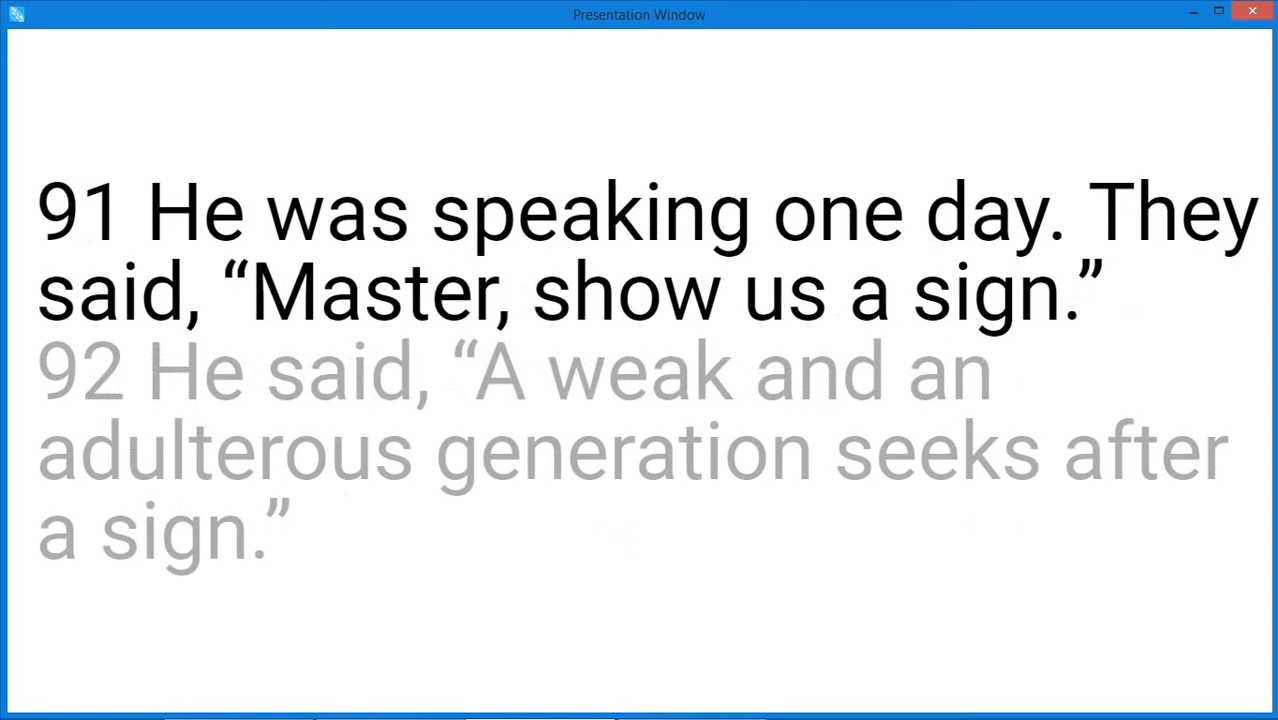 Presentation Window
91 He was speaking one day. They
said, “Master, show us a sign.”
92 He said, “A weak and an
adulterous generation seeks after
a sign.”